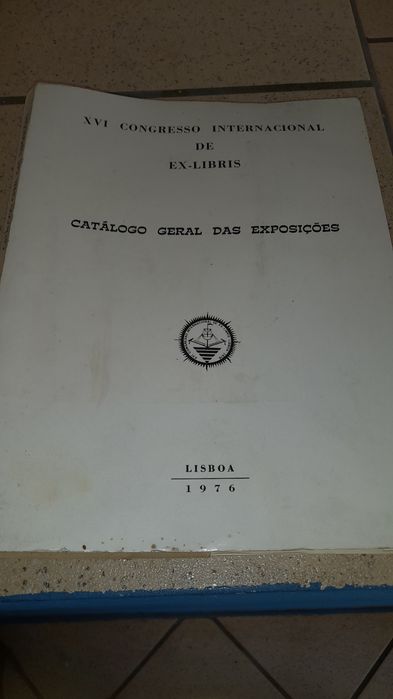 XVI CONGRESSO INTERNACIONAL
DE
EX-LIBRIS
CATÁLOGO GERAL DAS EXPOSIÇÕES
LISBOA
1976